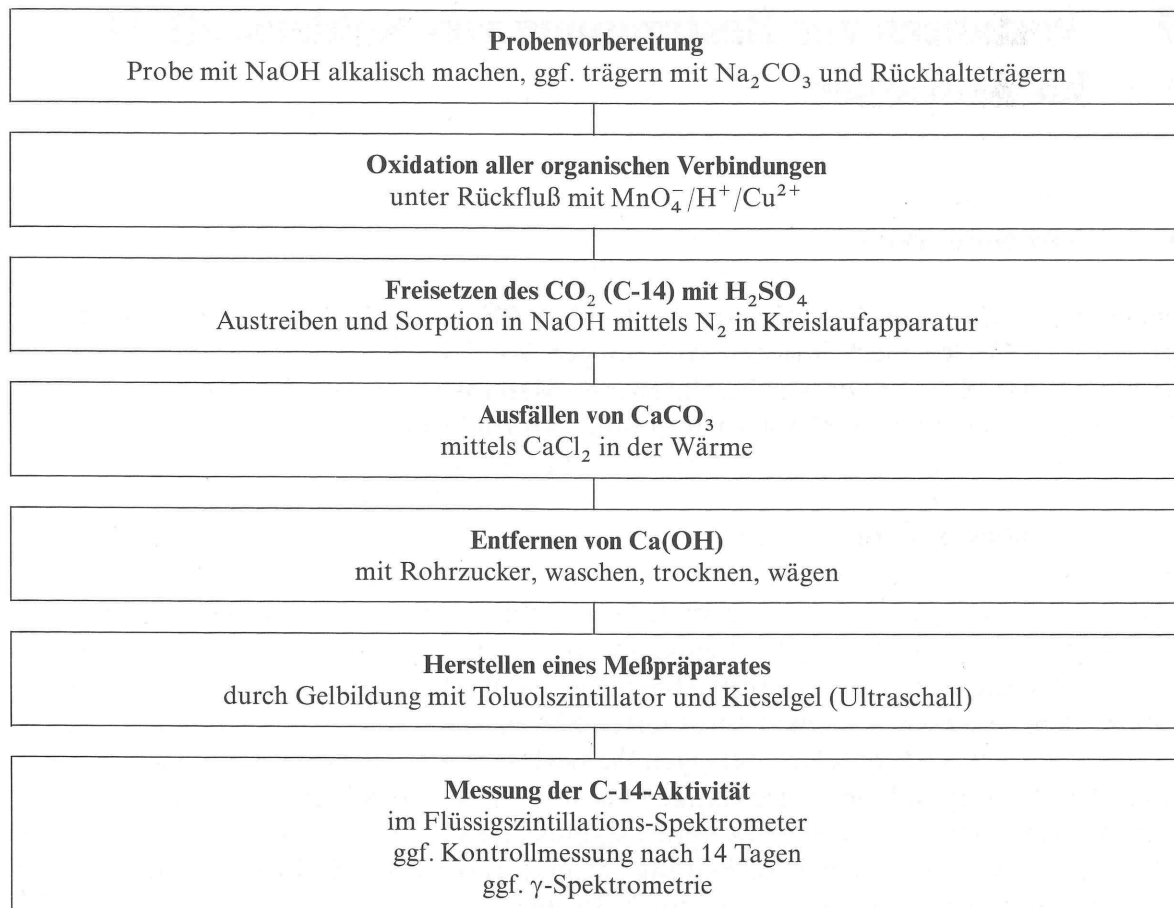 Probenvorbereitung
Probe mit NaOH alkalisch machen, ggf. trägern mit Na₂CO₃ und Rückhalteträgern
Oxidation aller organischen Verbindungen
unter Rückfluß mit MnO₄⁻/H⁺/Cu²⁺
Freisetzen des CO₂ (C-14) mit H₂SO₄
Austreiben und Sorption in NaOH mittels N₂ in Kreislaufapparatur
Ausfällen von CaCO₃
mittels CaCl₂ in der Wärme
Entfernen von Ca(OH)
mit Rohrzucker, waschen, trocknen, wägen
Herstellen eines Meßpräparates
durch Gelbildung mit Toluolszintillator und Kieselgel (Ultraschall)
Messung der C-14-Aktivität
im Flüssigszintillations-Spektrometer
ggf. Kontrollmessung nach 14 Tagen
ggf. γ-Spektrometrie